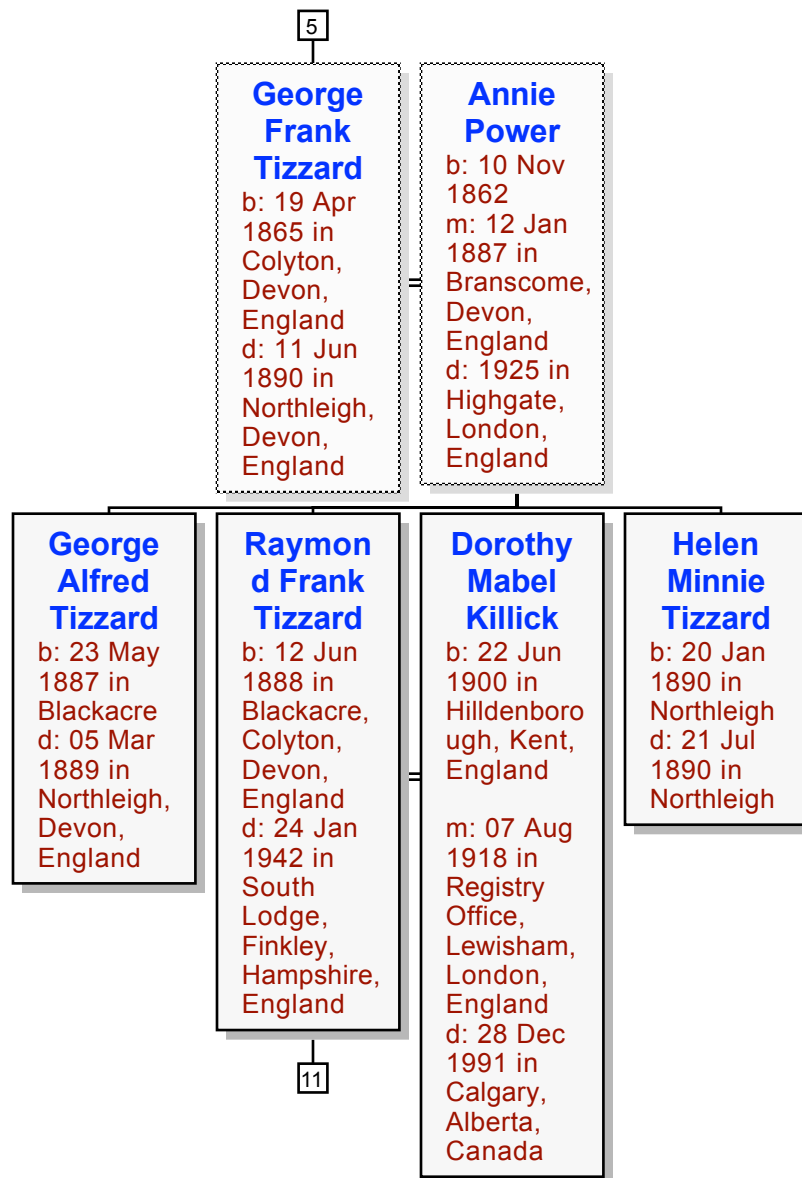 5
George
Frank
Tizzard
b: 19 Apr
1865 in
Colyton,
Devon,
England
d: 11 Jun
1890 in
Northleigh,
Devon,
England
Annie
Power
b: 10 Nov
1862
m: 12 Jan
1887 in
Branscome,
Devon,
England
d: 1925 in
Highgate,
London,
England
George
Alfred
Tizzard
b: 23 May
1887 in
Blackacre
d: 05 Mar
1889 in
Northleigh,
Devon,
England
Raymon
d Frank
Tizzard
b: 12 Jun
1888 in
Blackacre,
Colyton,
Devon,
England
d: 24 Jan
1942 in
South
Lodge,
Finkley,
Hampshire,
England
11
Dorothy
Mabel
Killick
b: 22 Jun
1900 in
Hilldenboro
ugh, Kent,
England
m: 07 Aug
1918 in
Registry
Office,
Lewisham,
London,
England
d: 28 Dec
1991 in
Calgary,
Alberta,
Canada
Helen
Minnie
Tizzard
b: 20 Jan
1890 in
Northleigh
d: 21 Jul
1890 in
Northleigh